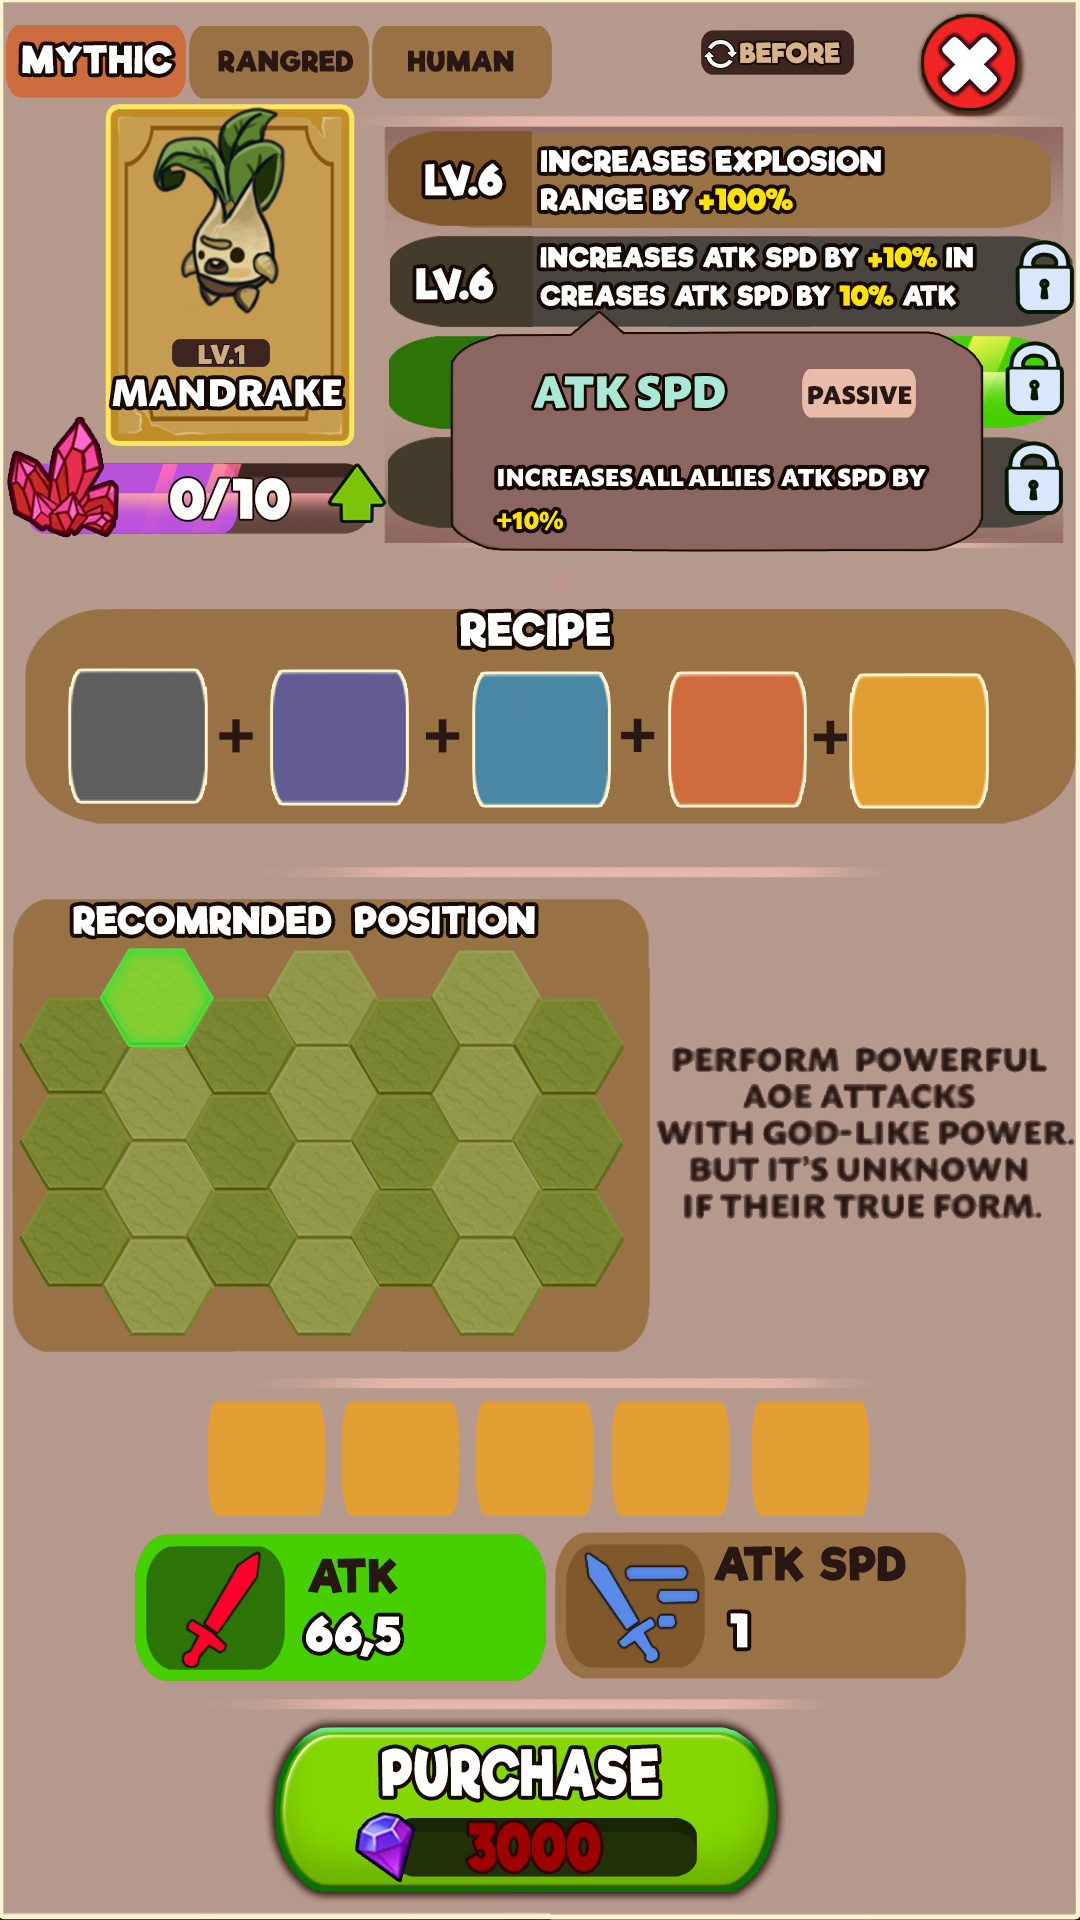 MYTHIC
RANGRED
HUMAN
BEFORE
LV.1
MANDRAKE
0/10
LV.6
INCREASES EXPLOSION
RANGE BY +100%
LV.6
INCREASES ATK SPD BY +10% IN
CREASES ATK SPD BY 10% ATK
ATK SPD
PASSIVE
INCREASES ALL ALLIES ATK SPD BY
+10%
RECIPE
+ + + +
RECOMRNDED POSITION
PERFORM POWERFUL
AOE ATTACKS
WITH GOD-LIKE POWER.
BUT IT'S UNKNOWN
IF THEIR TRUE FORM.
ATK
66,5
ATK SPD
1
PURCHASE
3000